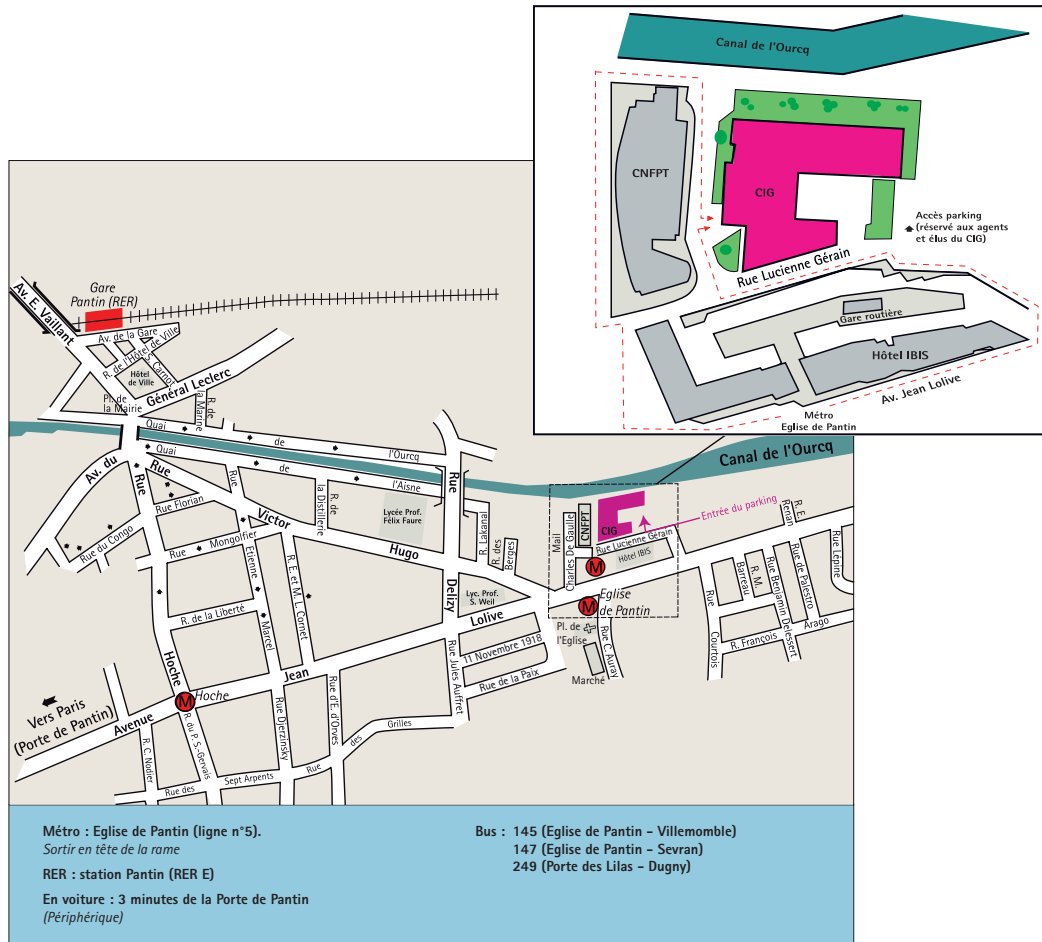 Canal de l'Ourcq
CNFPT
CIG
Accès parking
(réservé aux agents
et élus du CIG)
Rue Lucienne Gérain
Gare routière
Hôtel IBIS
Av. Jean Lolive
Métro
Eglise de Pantin
Gare
Pantin (RER)
Av. E. Vaillant
Av. de la Gare
R. de l'Hôtel de Ville
S. Carnot
Hôtel
de Ville
Pl. de
la Mairie
Général Leclerc
R. de
la Marine
Quai de l'Ourcq
Quai de l'Aisne
Canal de l'Ourcq
Av. du
Rue
Rue Victor Hugo
Rue
Rue Florian
Rue du Congo
Rue Mongolfier
Etienne
Marcel
R. de
la Distillerie
R. E. et M. L. Cornet
Lycée Prof.
Félix Faure
Rue
Delizy
R. Lakanal
R. des
Berges
Lyc. Prof.
S. Weil
Mail
Charles De Gaulle
CNFPT
CIG
Entrée du parking
Rue Lucienne Gérain
Hôtel IBIS
M
M
Eglise
de Pantin
Pl. de
l'Eglise
Marché
Rue C. Auray
R. E.
Renan
Rue Lépine
Rue de Palestro
Rue Benjamin Delessert
R. M.
Barreau
Rue
Courtois
R. François Arago
R. de la Liberté
Hoche
M
Hoche
Avenue Jean Lolive
11 Novembre 1918
Rue de la Paix
Rue Jules Auffret
Rue d'E. d'Orves
Rue Djerzinsky
R. du P. S.-Gervais
R. C. Nodier
Rue des Sept Arpents
Rue des Grilles
Vers Paris
(Porte de Pantin)
Métro : Eglise de Pantin (ligne n°5).
Sortir en tête de la rame
RER : station Pantin (RER E)
En voiture : 3 minutes de la Porte de Pantin
(Périphérique)
Bus : 145 (Eglise de Pantin – Villemomble)
147 (Eglise de Pantin – Sevran)
249 (Porte des Lilas – Dugny)